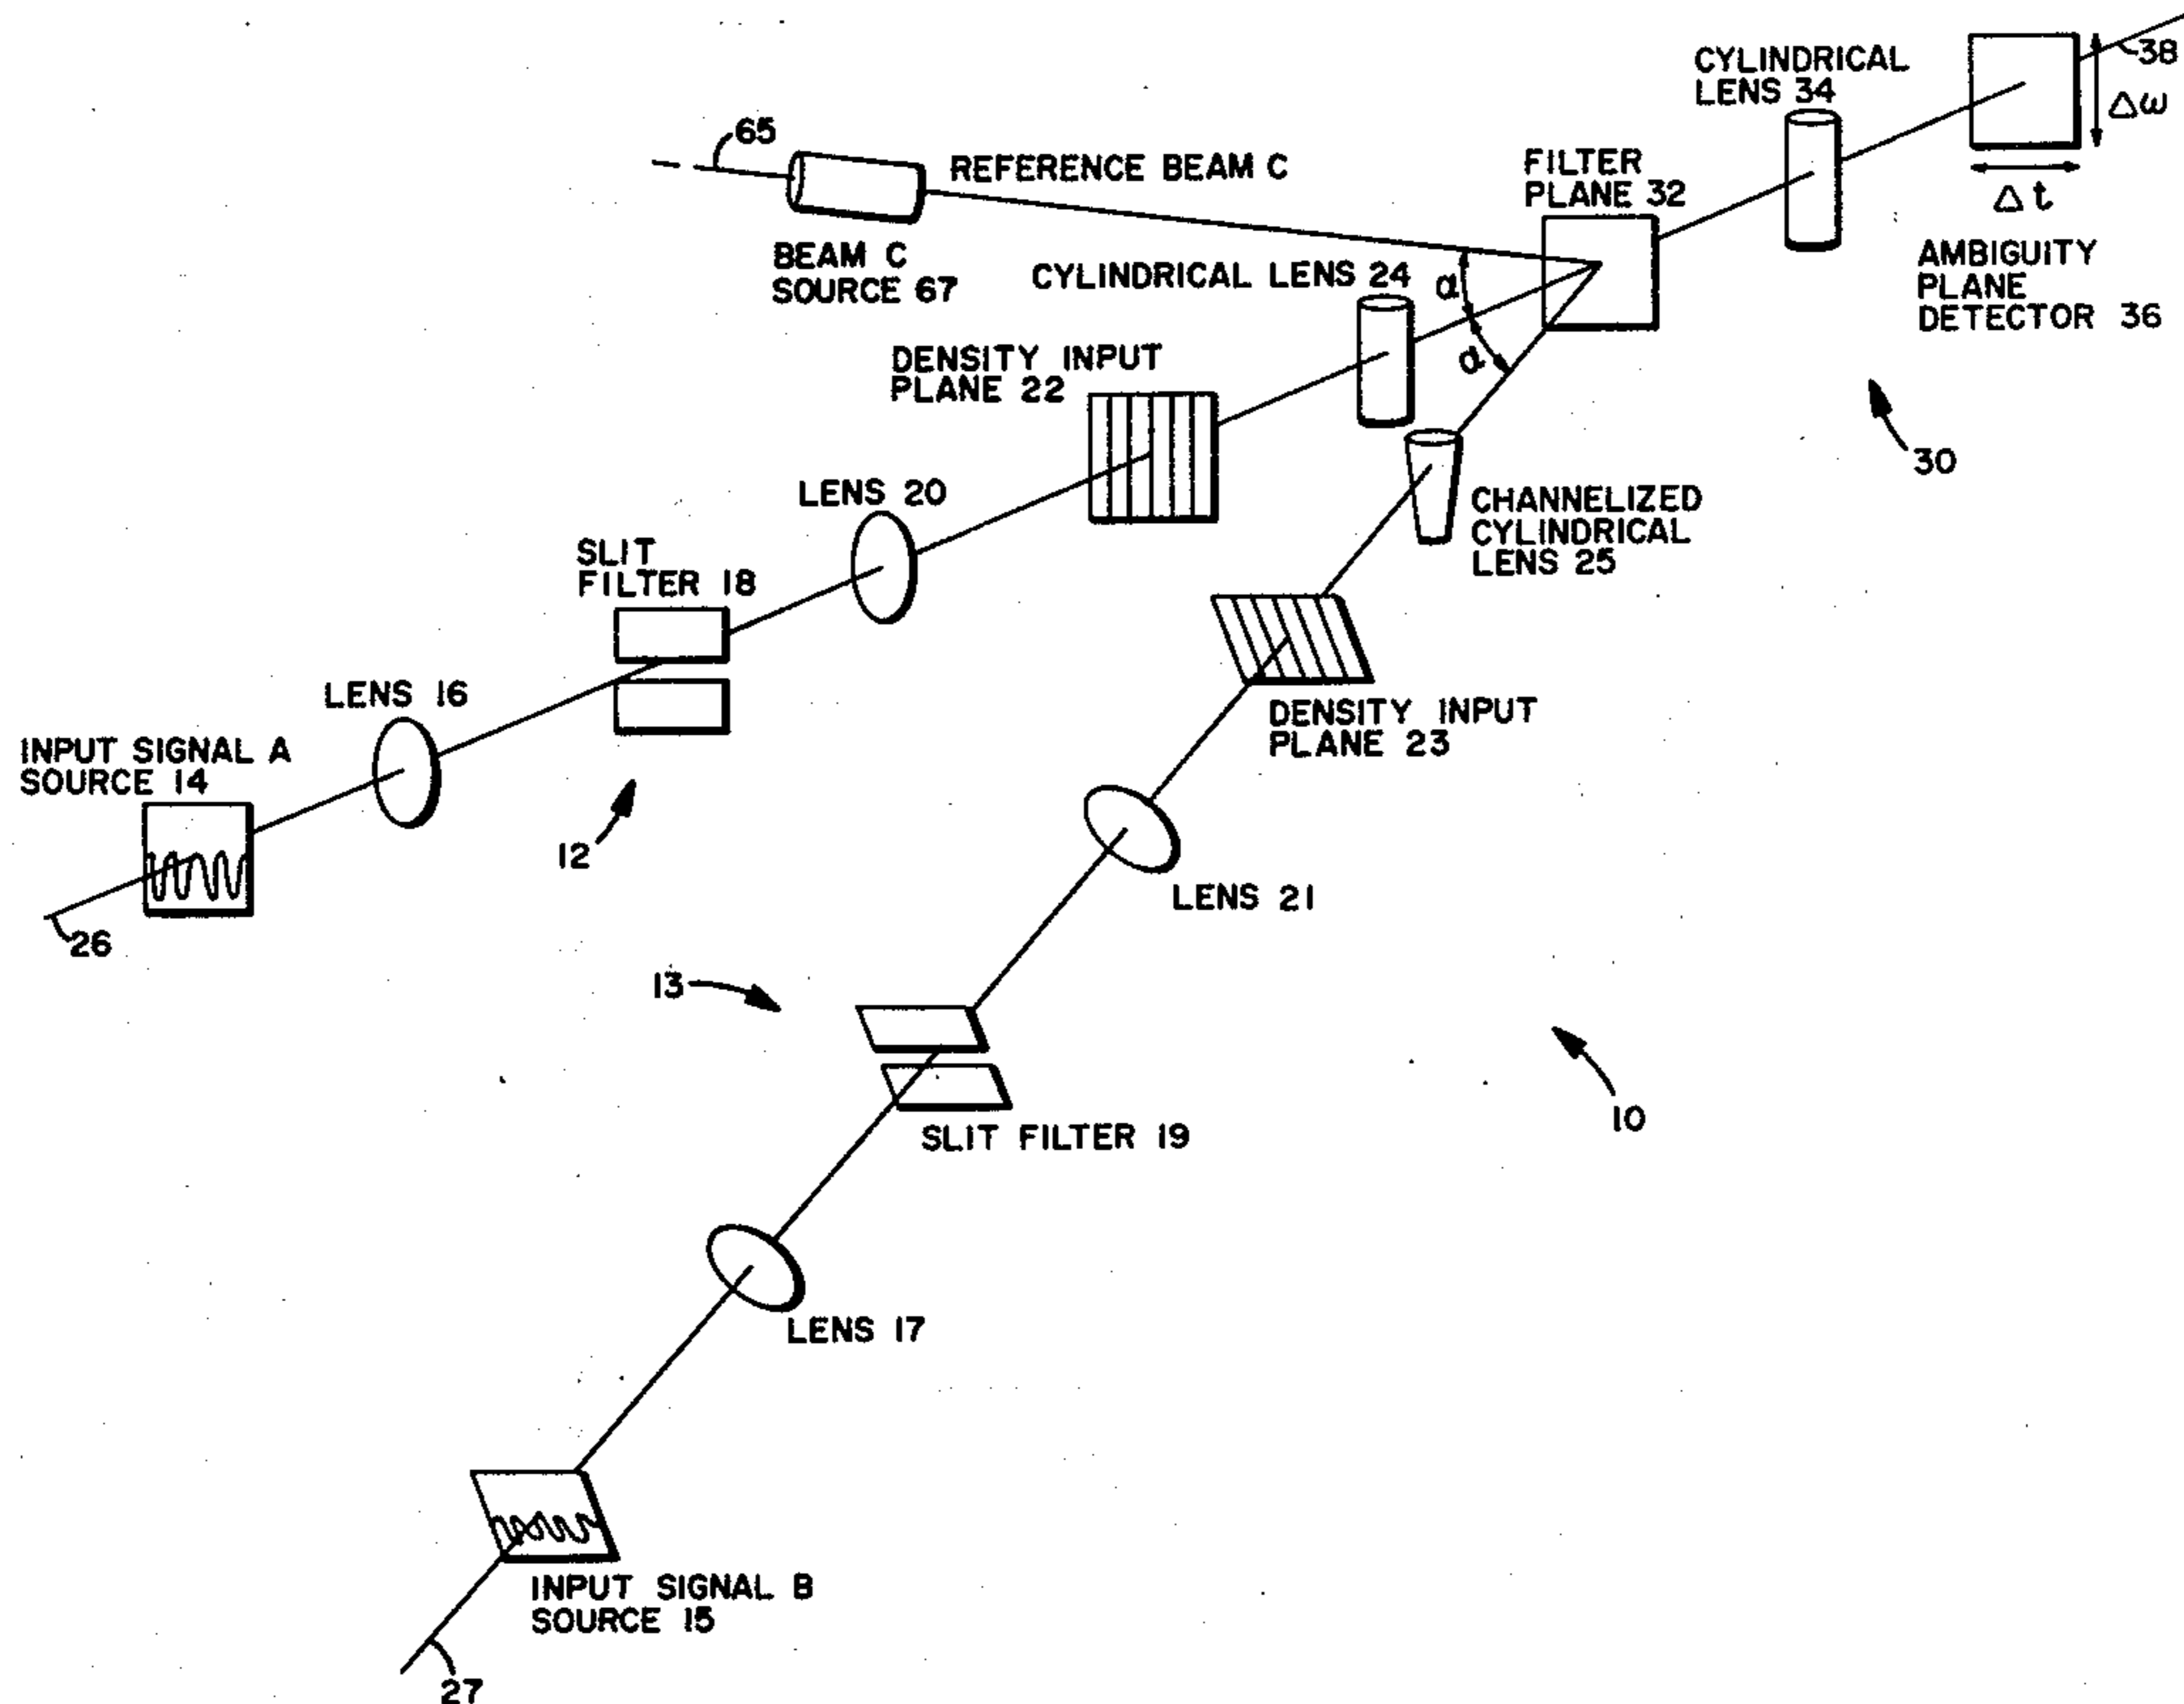 CYLINDRICAL
LENS 34
38
Δω
Δt
65
REFERENCE BEAM C
FILTER
PLANE 32
BEAM C
SOURCE 67
CYLINDRICAL LENS 24
α
α
AMBIGUITY
PLANE
DETECTOR 36
DENSITY INPUT
PLANE 22
30
LENS 20
CHANNELIZED
CYLINDRICAL
LENS 25
SLIT
FILTER 18
LENS 16
DENSITY INPUT
PLANE 23
INPUT SIGNAL A
SOURCE 14
12
LENS 21
26
13
10
SLIT FILTER 19
LENS 17
INPUT SIGNAL B
SOURCE 15
27